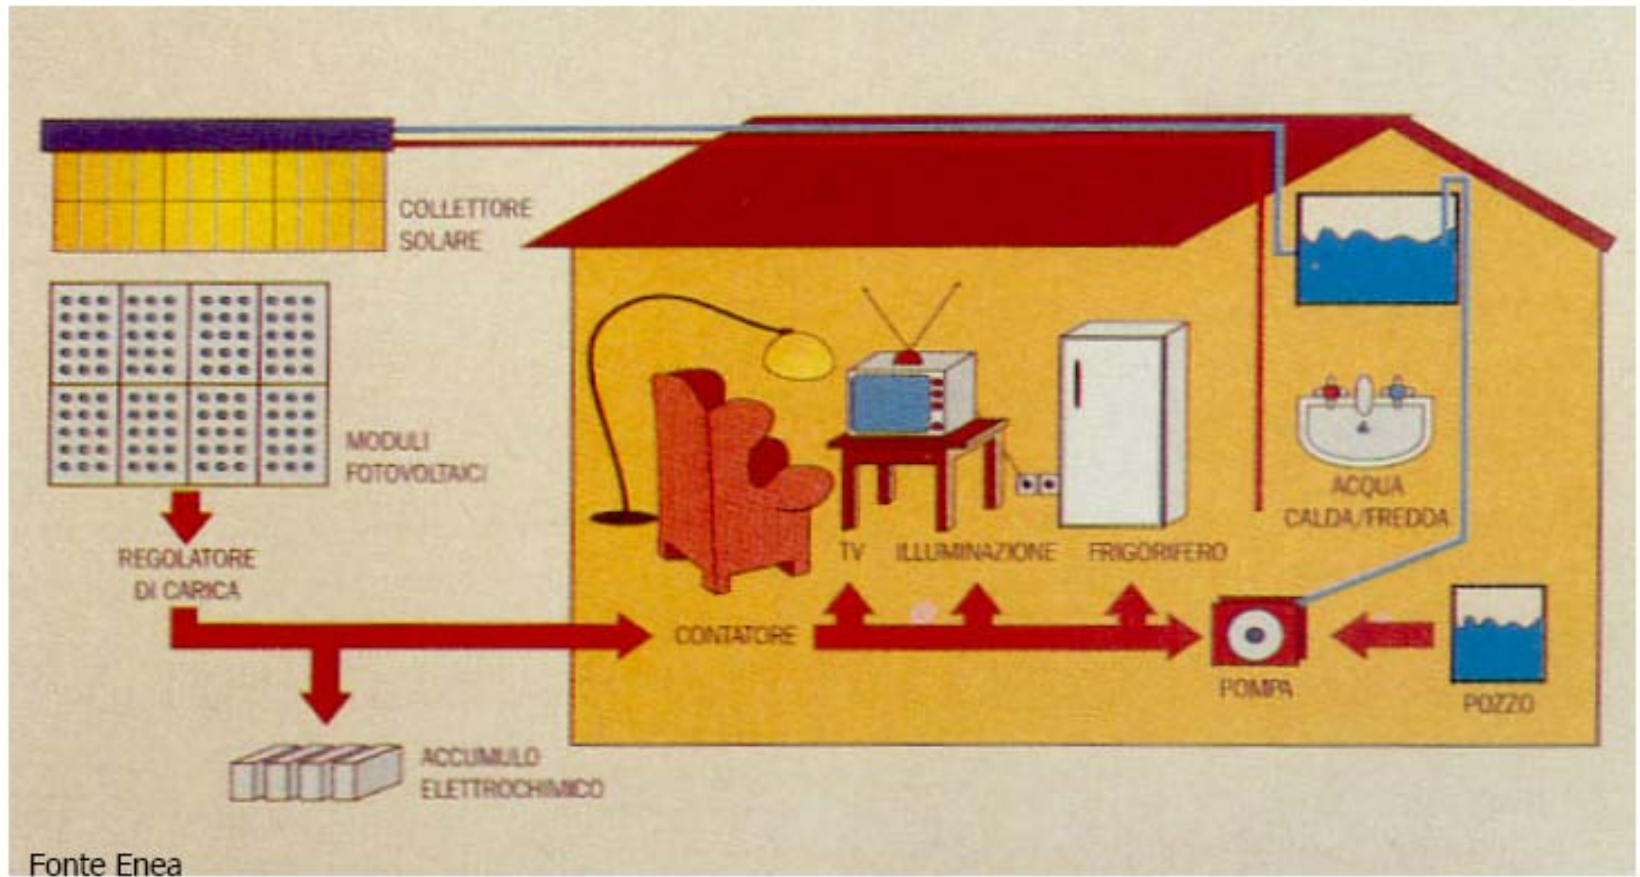 COLLETTORE
SOLARE
MODULI
FOTOVOLTAICI
REGOLATORE
DI CARICA
ACCUMULO
ELETTROCHIMICO
TV ILLUMINAZIONE FRIGORIFERO
CONTATORE
ACQUA
CALDA/FREDDA
POMPA
POZZO
Fonte Enea